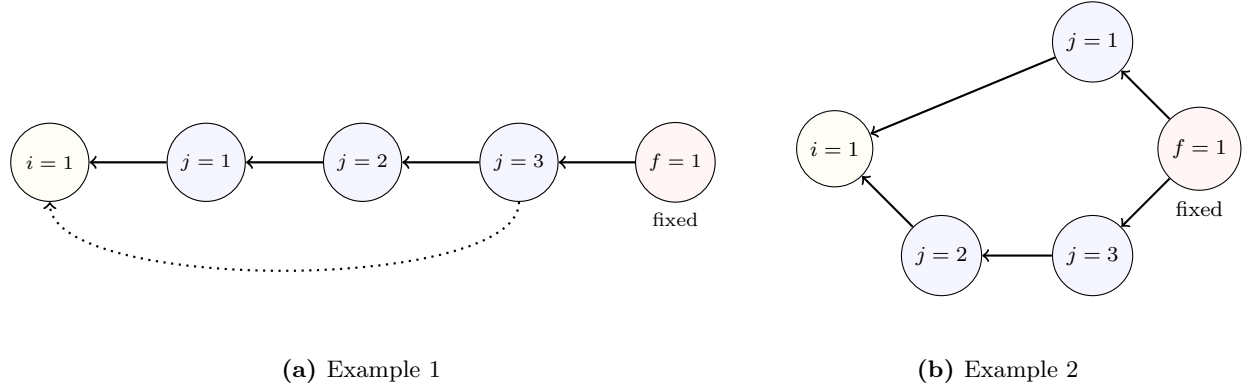 i = 1
j = 1
j = 2
j = 3
f = 1
fixed
(a) Example 1
j = 1
i = 1
f = 1
fixed
j = 2
j = 3
(b) Example 2